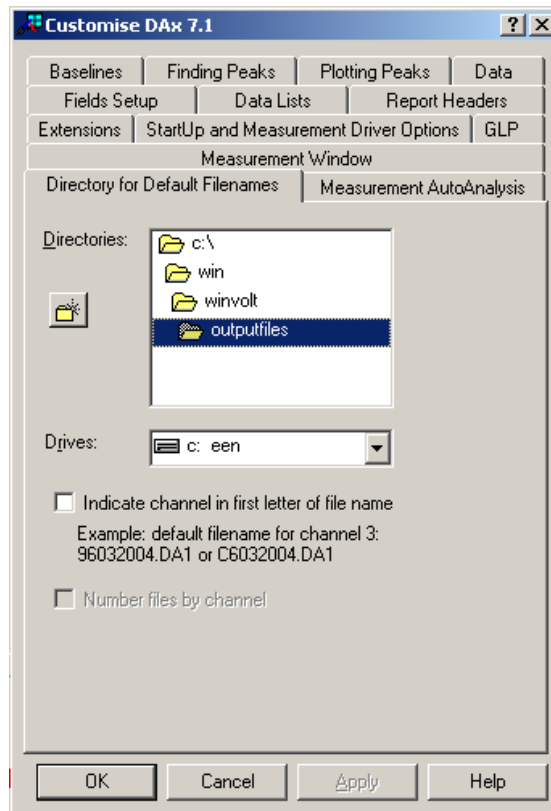 Customise DAx 7.1
Baselines Finding Peaks Plotting Peaks Data
Fields Setup Data Lists Report Headers
Extensions StartUp and Measurement Driver Options GLP
Measurement Window
Directory for Default Filenames Measurement AutoAnalysis
Directories:
c:\
win
winvolt
outputfiles
Drives:
c: een
Indicate channel in first letter of file name
Example: default filename for channel 3:
96032004.DA1 or C6032004.DA1
Number files by channel
OK Cancel Apply Help